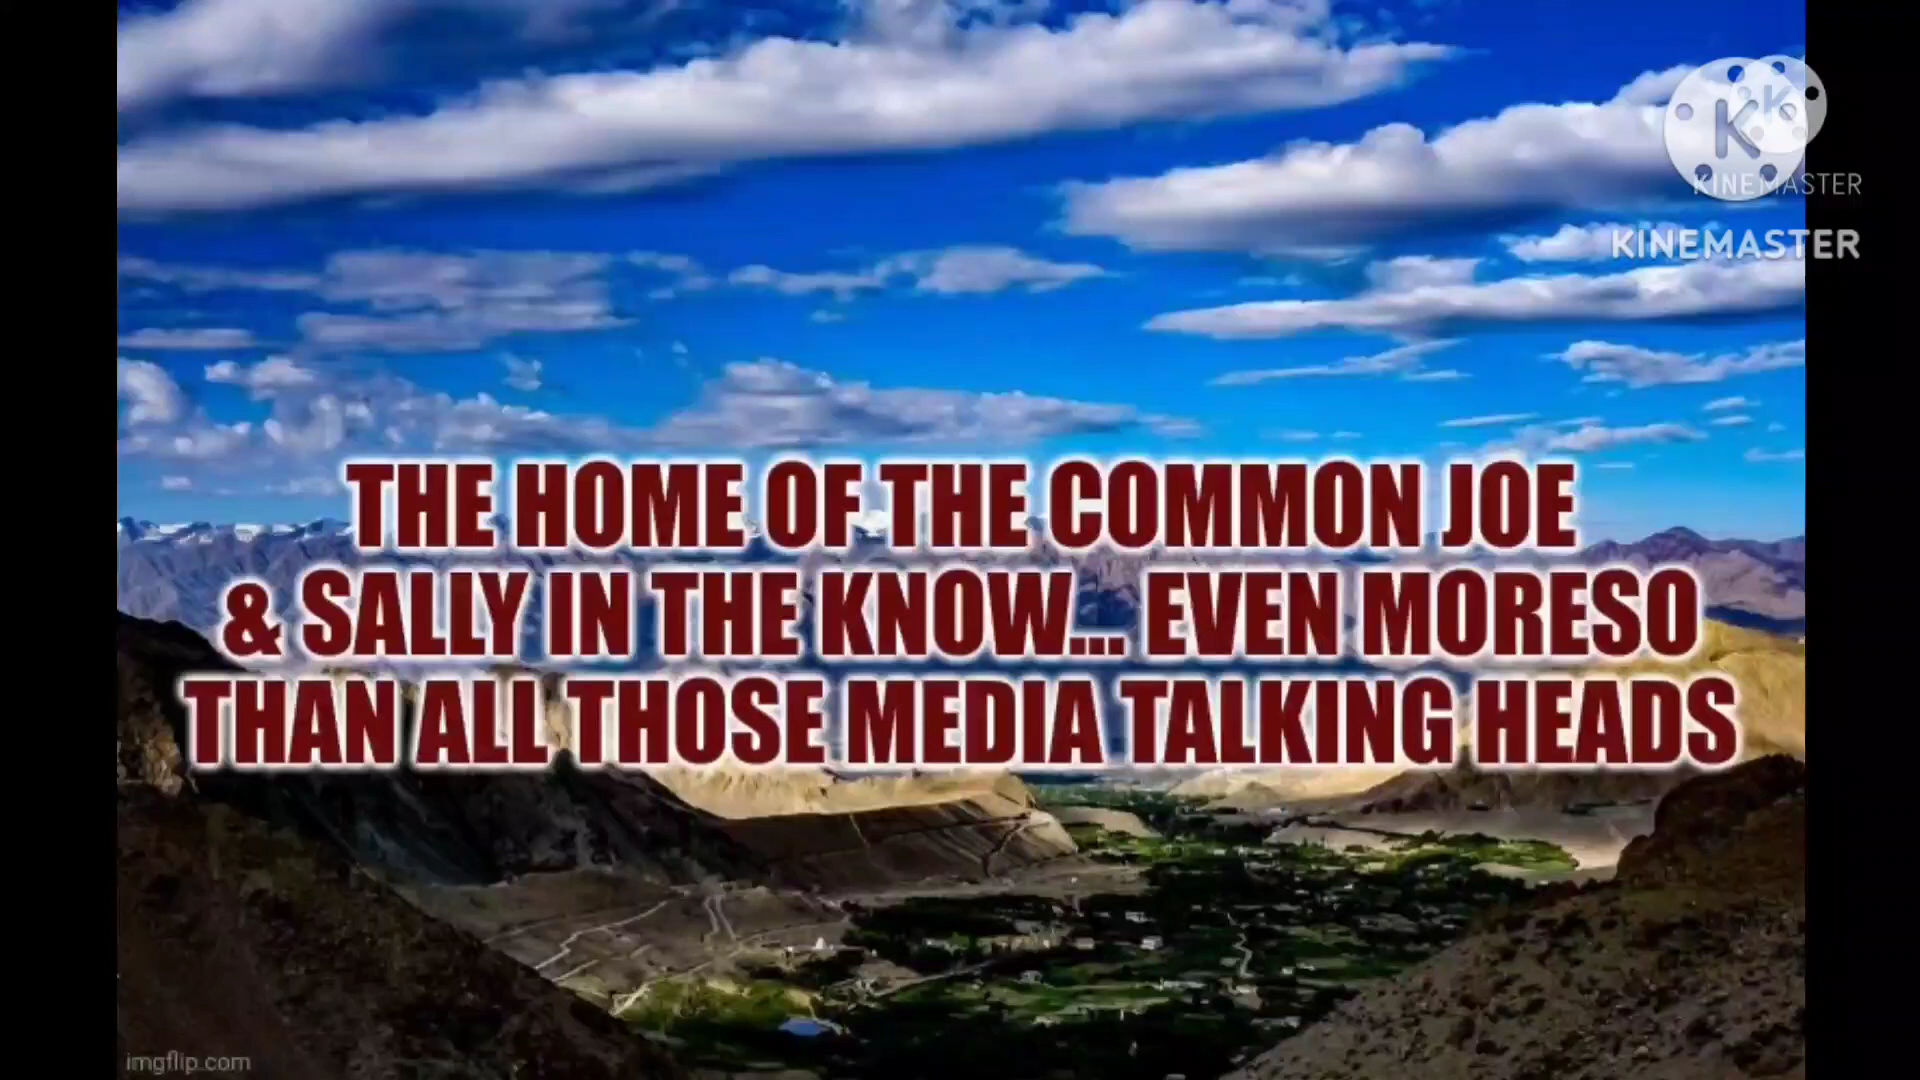 K
K
KINEMASTER
KINEMASTER
THE HOME OF THE COMMON JOE
& SALLY IN THE KNOW... EVEN MORESO
THAN ALL THOSE MEDIA TALKING HEADS
imgflip.com